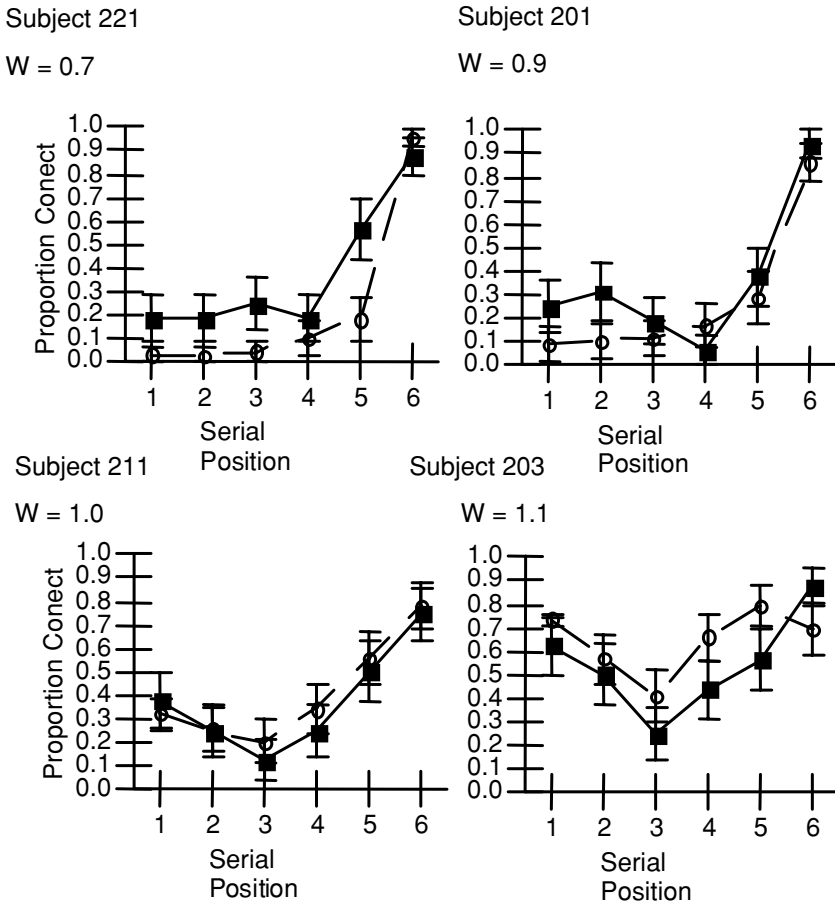 Subject 221
W = 0.7
Proportion Conect
1.0
0.9
0.8
0.7
0.6
0.5
0.4
0.3
0.2
0.1
0.0
1 2 3 4 5 6
Serial
Position
Subject 201
W = 0.9
1.0
0.9
0.8
0.7
0.6
0.5
0.4
0.3
0.2
0.1
0.0
1 2 3 4 5 6
Serial
Position
Subject 211
W = 1.0
Proportion Conect
1.0
0.9
0.8
0.7
0.6
0.5
0.4
0.3
0.2
0.1
0.0
1 2 3 4 5 6
Serial
Position
Subject 203
W = 1.1
1.0
0.9
0.8
0.7
0.6
0.5
0.4
0.3
0.2
0.1
0.0
1 2 3 4 5 6
Serial
Position